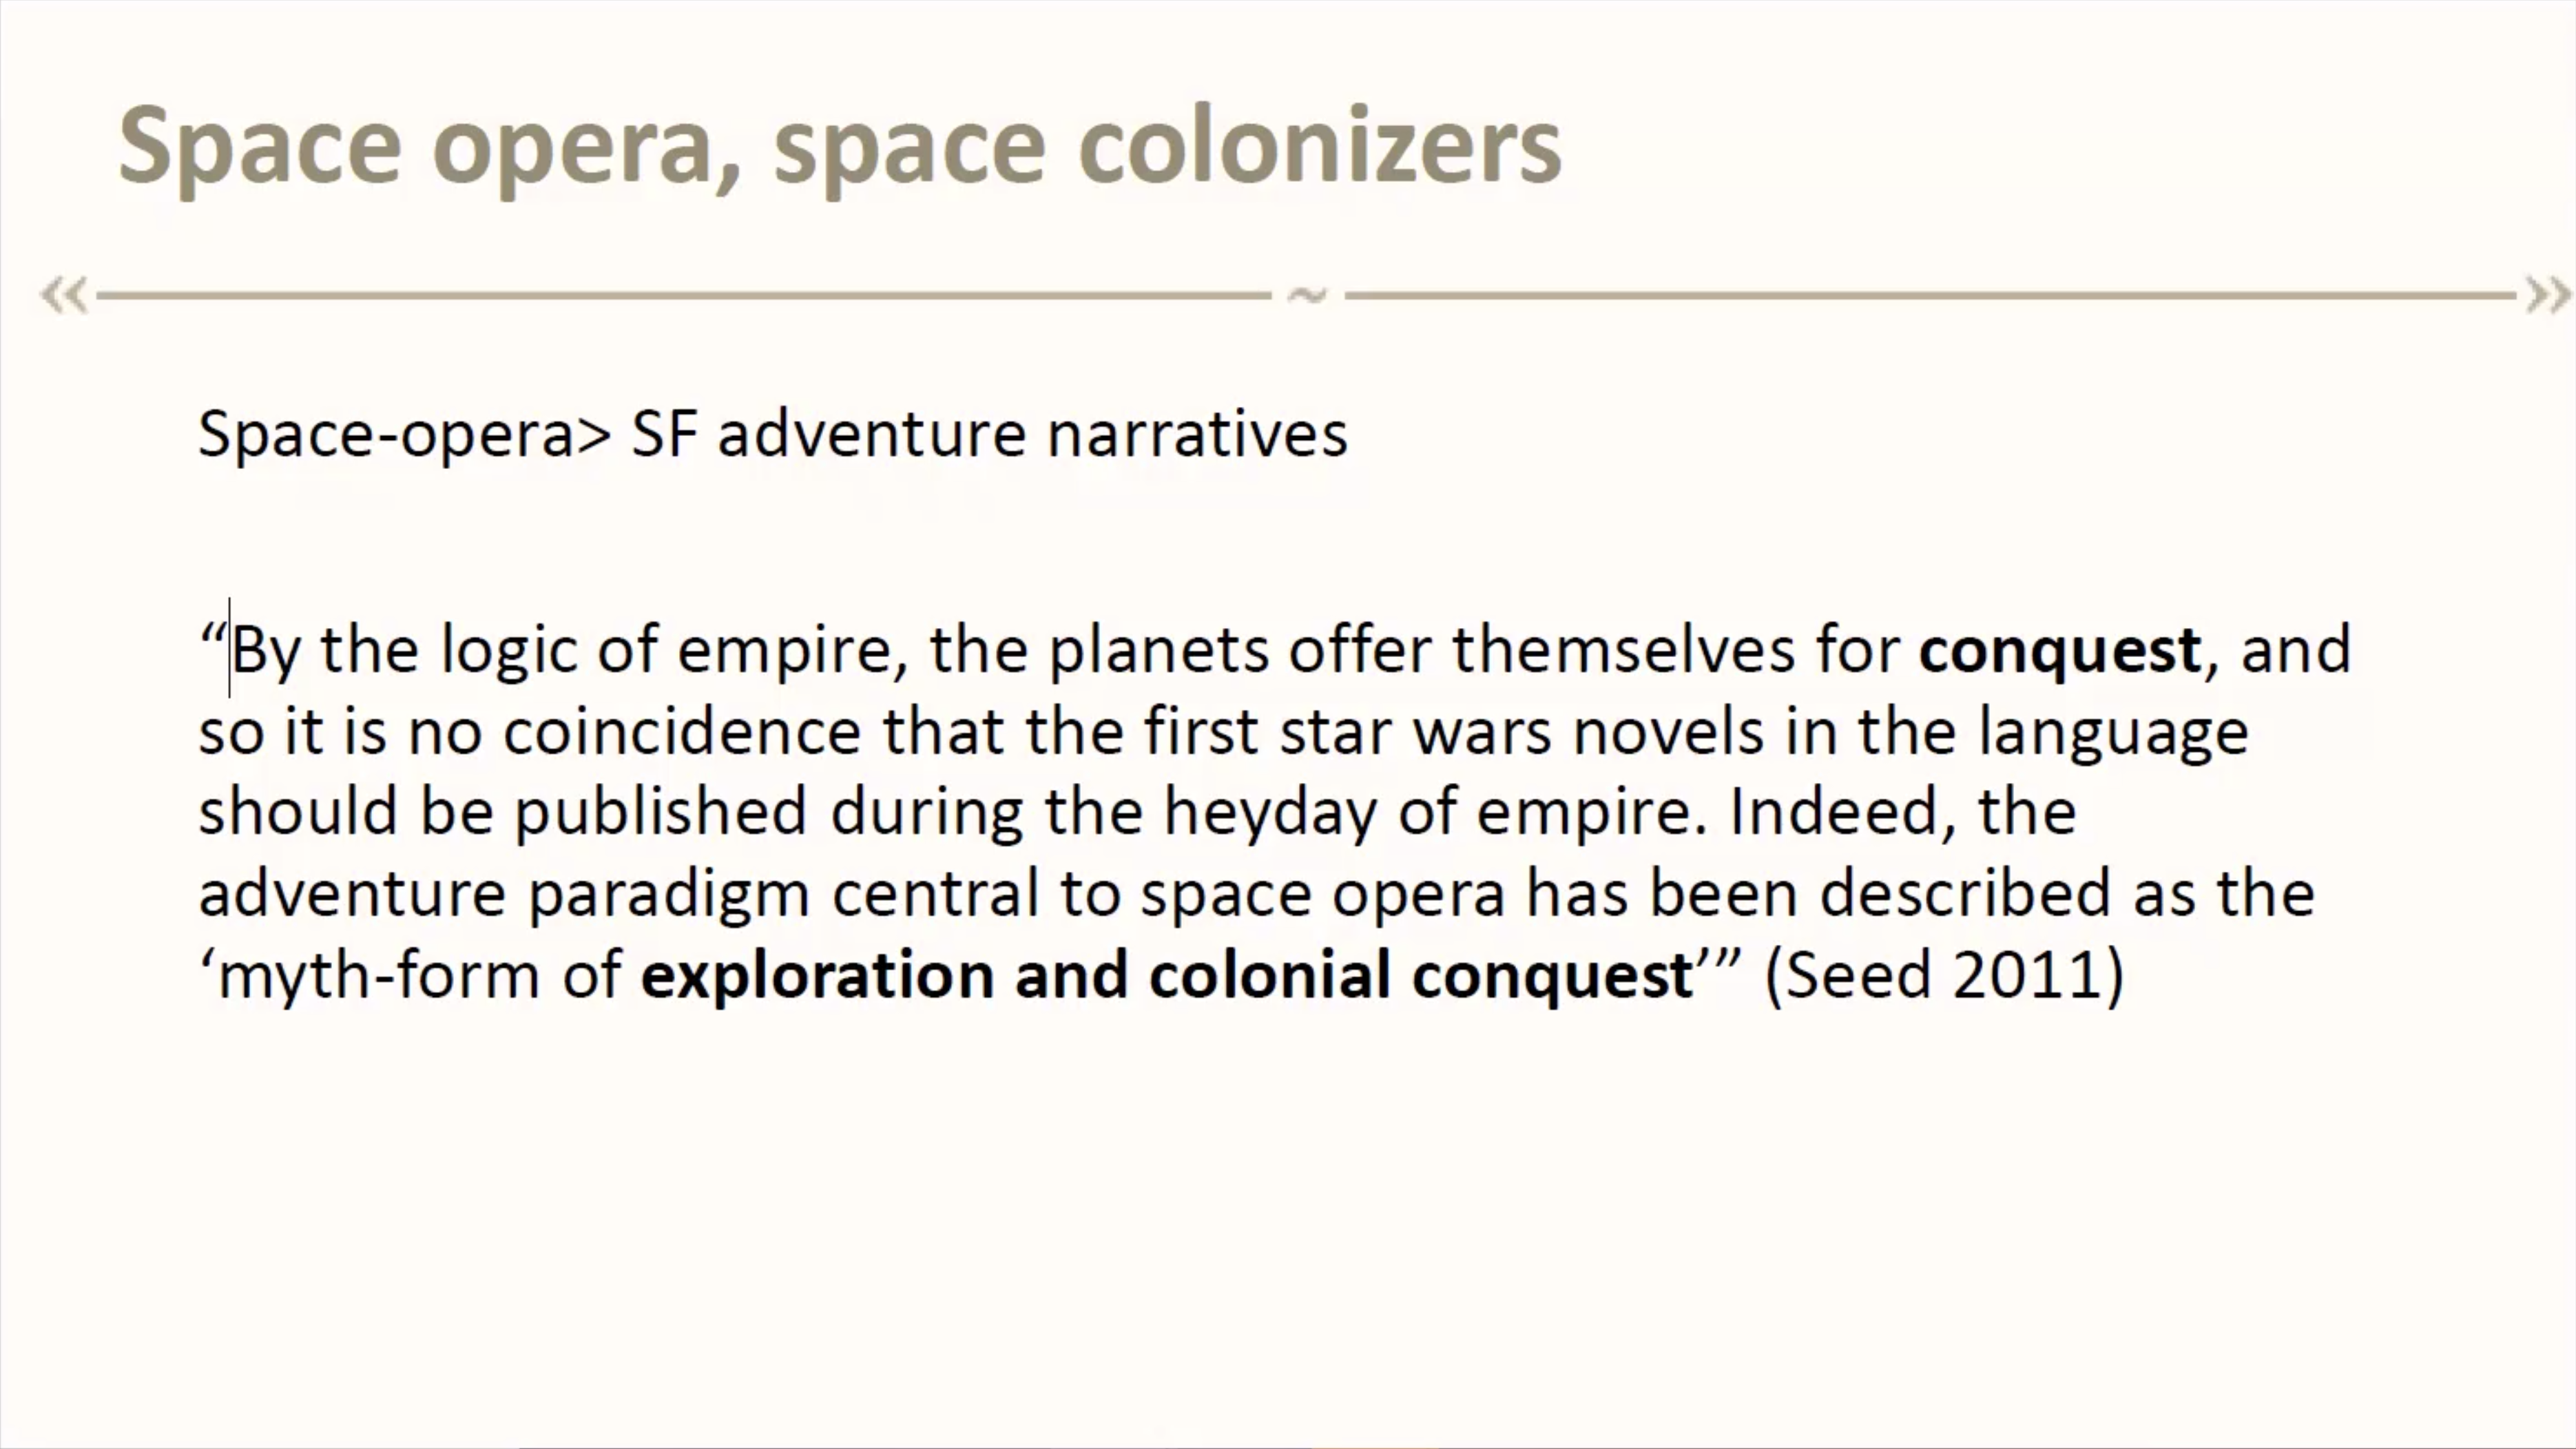 Space opera, space colonizers
« ~ »
Space-opera> SF adventure narratives
“By the logic of empire, the planets offer themselves for conquest, and
so it is no coincidence that the first star wars novels in the language
should be published during the heyday of empire. Indeed, the
adventure paradigm central to space opera has been described as the
‘myth-form of exploration and colonial conquest’” (Seed 2011)